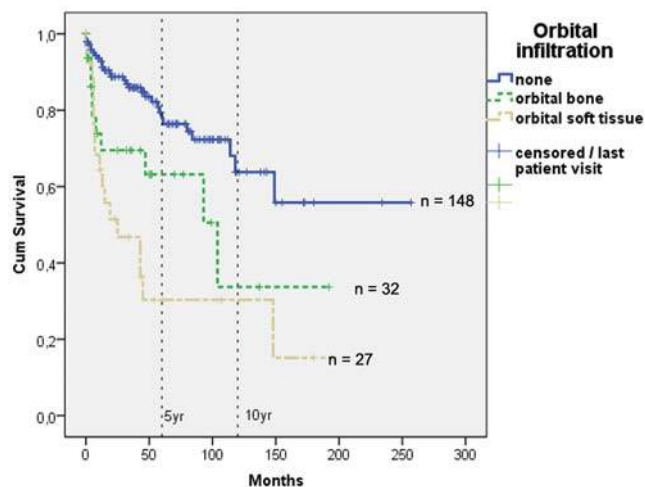 Orbital
infiltration
none
orbital bone
orbital soft tissue
censored / last
patient visit
Cum Survival
1,0
0,8
0,6
0,4
0,2
0,0
n = 148
n = 32
n = 27
5yr
10yr
0
50
100
150
200
250
300
Months